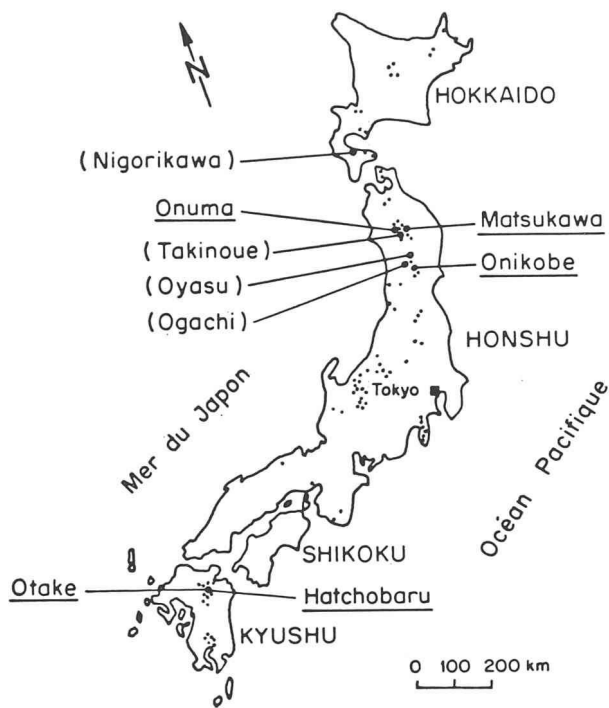 N
HOKKAIDO
(Nigorikawa)
Onuma
Matsukawa
(Takinoue)
Onikobe
(Oyasu)
(Ogachi)
HONSHU
Tokyo
Mer du Japon
Océan Pacifique
SHIKOKU
Otake
Hatchobaru
KYUSHU
0 100 200 km